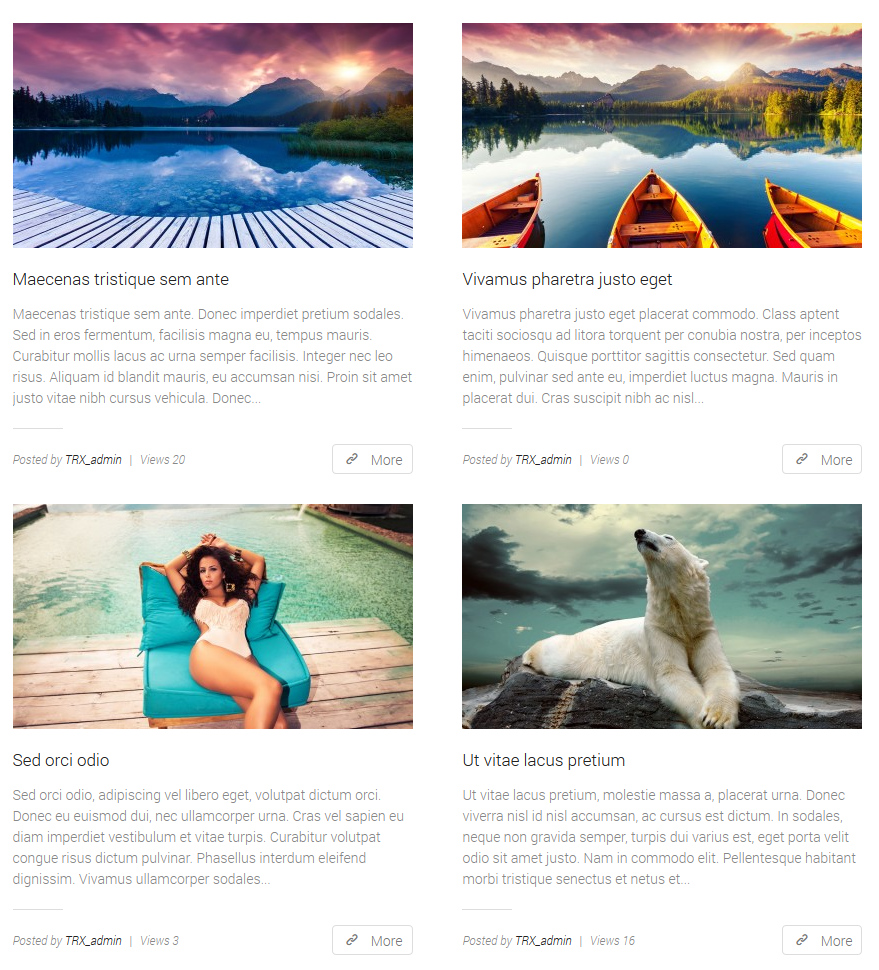 Maecenas tristique sem ante
Maecenas tristique sem ante. Donec imperdiet pretium sodales.
Sed in eros fermentum, facilisis magna eu, tempus mauris.
Curabitur mollis lacus ac urna semper facilisis. Integer nec leo
risus. Aliquam id blandit mauris, eu accumsan nisi. Proin sit amet
justo vitae nibh cursus vehicula. Donec...
Posted by TRX_admin | Views 20
More
Vivamus pharetra justo eget
Vivamus pharetra justo eget placerat commodo. Class aptent
taciti sociosqu ad litora torquent per conubia nostra, per inceptos
himenaeos. Quisque porttitor sagittis consectetur. Sed quam
enim, pulvinar sed ante eu, imperdiet luctus magna. Mauris in
placerat dui. Cras suscipit nibh ac nisl...
Posted by TRX_admin | Views 0
More
Sed orci odio
Sed orci odio, adipiscing vel libero eget, volutpat dictum orci.
Donec eu euismod dui, nec ullamcorper urna. Cras vel sapien eu
diam imperdiet vestibulum et vitae turpis. Curabitur volutpat
congue risus dictum pulvinar. Phasellus interdum eleifend
dignissim. Vivamus ullamcorper sodales...
Posted by TRX_admin | Views 3
More
Ut vitae lacus pretium
Ut vitae lacus pretium, molestie massa a, placerat urna. Donec
viverra nisl id nisl accumsan, ac cursus est dictum. In sodales,
neque non gravida semper, turpis dui varius est, eget porta velit
odio sit amet justo. Nam in commodo elit. Pellentesque habitant
morbi tristique senectus et netus et...
Posted by TRX_admin | Views 16
More